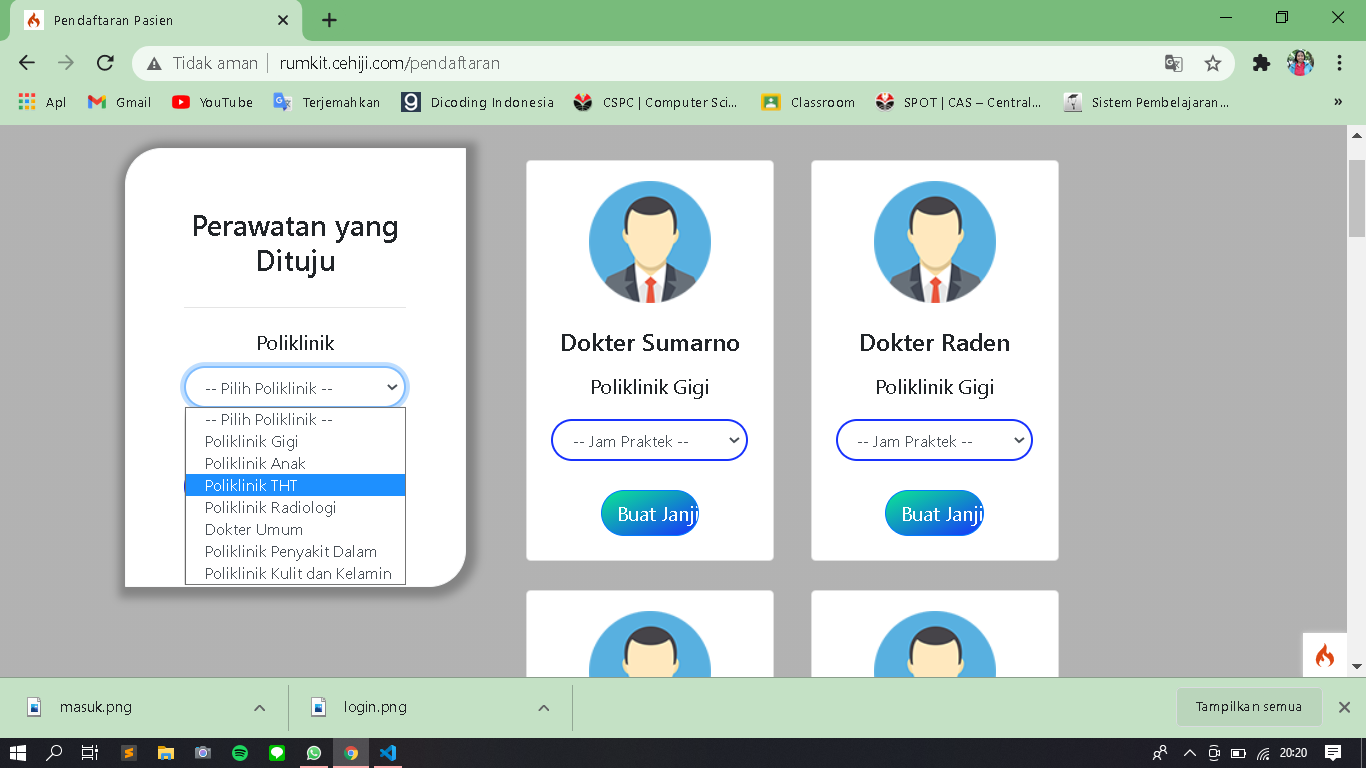 Pendaftaran Pasien
Tidak aman
rumkit.cehiji.com/pendaftaran
Apl
Gmail
YouTube
Terjemahkan
Dicoding Indonesia
CSPC | Computer Sci...
Classroom
SPOT | CAS – Central...
Sistem Pembelajaran...
»
Perawatan yang
Dituju
Poliklinik
-- Pilih Poliklinik --
-- Pilih Poliklinik --
Poliklinik Gigi
Poliklinik Anak
Poliklinik THT
Poliklinik Radiologi
Dokter Umum
Poliklinik Penyakit Dalam
Poliklinik Kulit dan Kelamin
Dokter Sumarno
Poliklinik Gigi
-- Jam Praktek --
Buat Janji
Dokter Raden
Poliklinik Gigi
-- Jam Praktek --
Buat Janji
masuk.png
login.png
Tampilkan semua
20:20